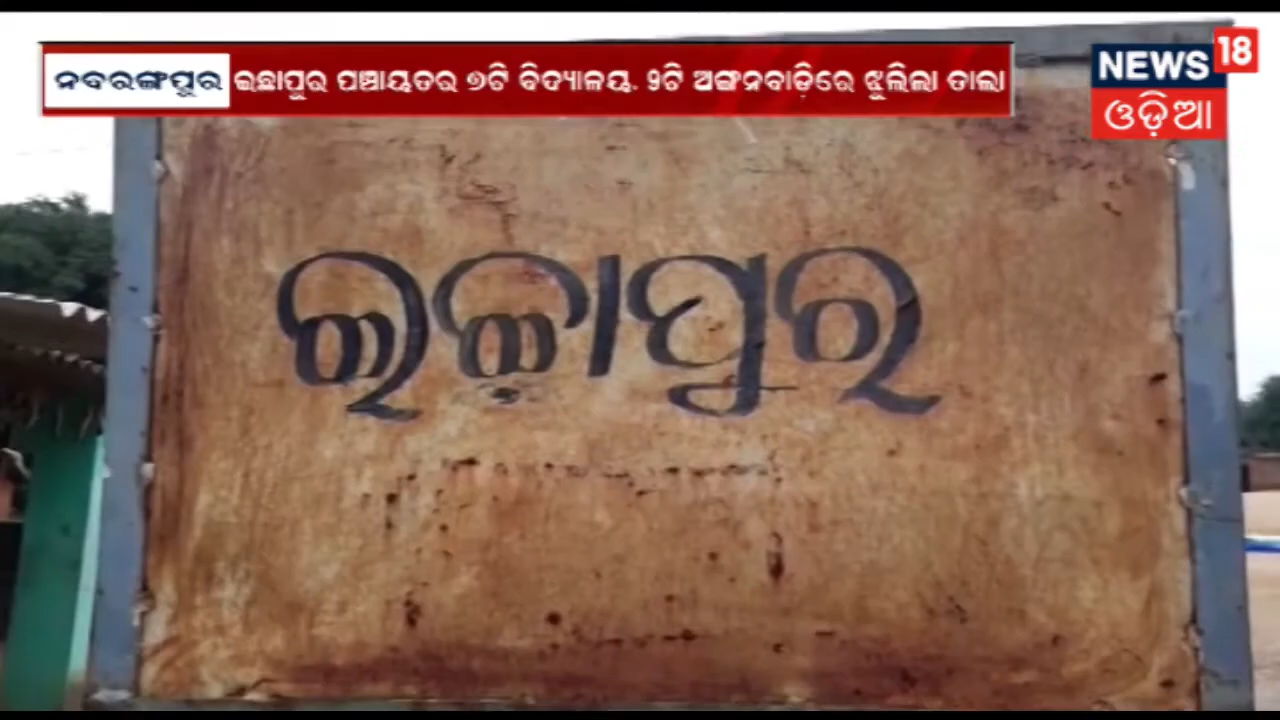 ନବରଙ୍ଗପୁର ଇଛାପୁର ପଞ୍ଚାୟତର ୭ଟି ବିଦ୍ୟାଳୟ, ୨ଟି ଅଙ୍ଗନବାଡ଼ିରେ ଝୁଲିଲା ତାଲା
NEWS 18
ଓଡ଼ିଆ
ଇଛାପୁର